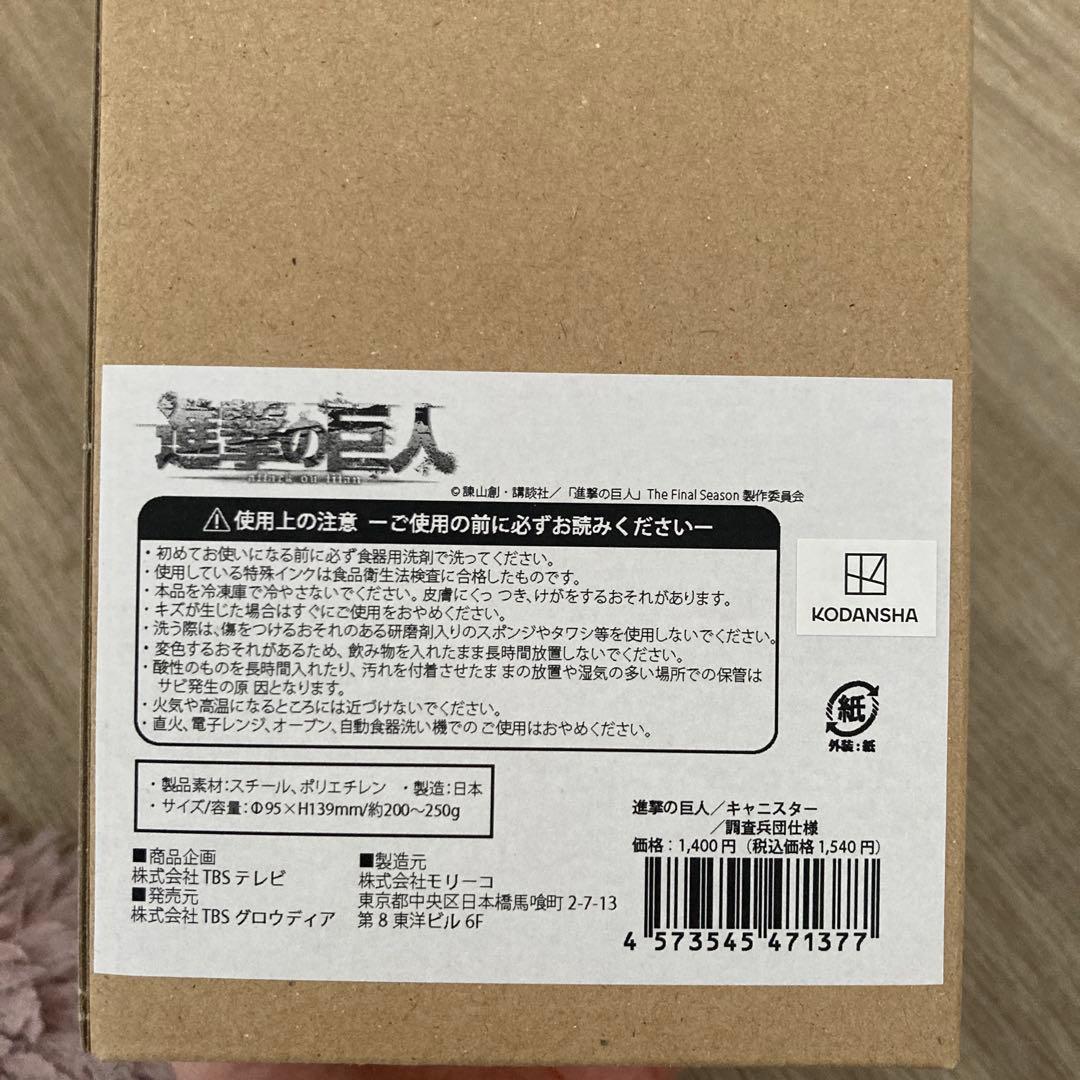 進撃の巨人
attack on titan
©諫山創・講談社／「進撃の巨人」The Final Season 製作委員会
⚠使用上の注意 ーご使用の前に必ずお読みくださいー
・初めてお使いになる前に必ず食器用洗剤で洗ってください。
・使用している特殊インクは食品衛生法検査に合格したものです。
・本品を冷凍庫で冷やさないでください。皮膚にくっ つき、けがをするおそれがあります。
・キズが生じた場合はすぐにご使用をおやめください。
・洗う際は、傷をつけるおそれのある研磨剤入りのスポンジやタワシ等を使用しないでください。
・変色するおそれがあるため、飲み物を入れたまま長時間放置しないでください。
・酸性のものを長時間入れたり、汚れを付着させたま まの放置や湿気の多い場所での保管は
サビ発生の原 因となります。
・火気や高温になるところには近づけないでください。
・直火、電子レンジ、オーブン、自動食器洗い機での ご使用はおやめください。
KODANSHA
紙
外装：紙
・製品素材：スチール、ポリエチレン ・製造：日本
・サイズ/容量：Φ95×H139mm/約200〜250g
■商品企画
株式会社 TBS テレビ
■発売元
株式会社 TBS グロウディア
■製造元
株式会社モリーコ
東京都中央区日本橋馬喰町 2-7-13
第 8 東洋ビル 6F
進撃の巨人／キャニスター
／調査兵団仕様
価格：1,400 円（税込価格 1,540 円）
4 573545 471377